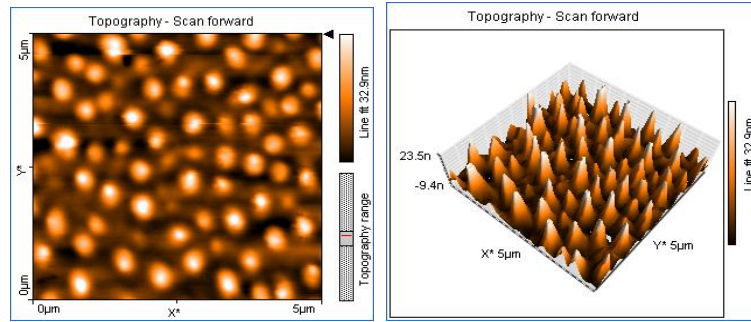 Topography - Scan forward
5µm
Y*
0µm
0µm
X*
5µm
Line fit 32.9nm
Topography range
Topography - Scan forward
23.5n
-9.4n
X* 5µm
Y* 5µm
Line fit 32.9nm